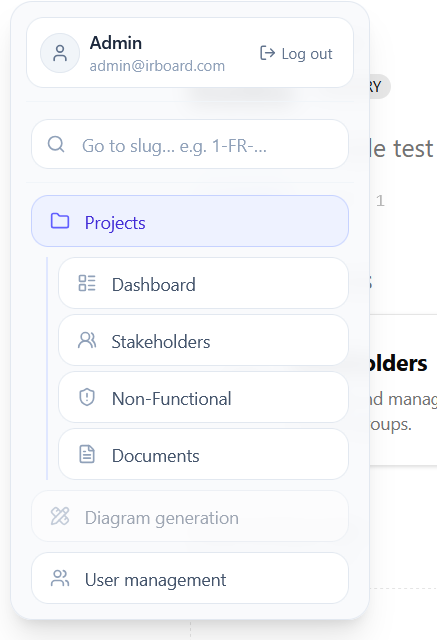 Admin
admin@irboard.com
Log out
RY
Go to slug... e.g. 1-FR-...
le test
1
Projects
s
Dashboard
Stakeholders
olders
Non-Functional
nd manag
oups.
Documents
Diagram generation
User management